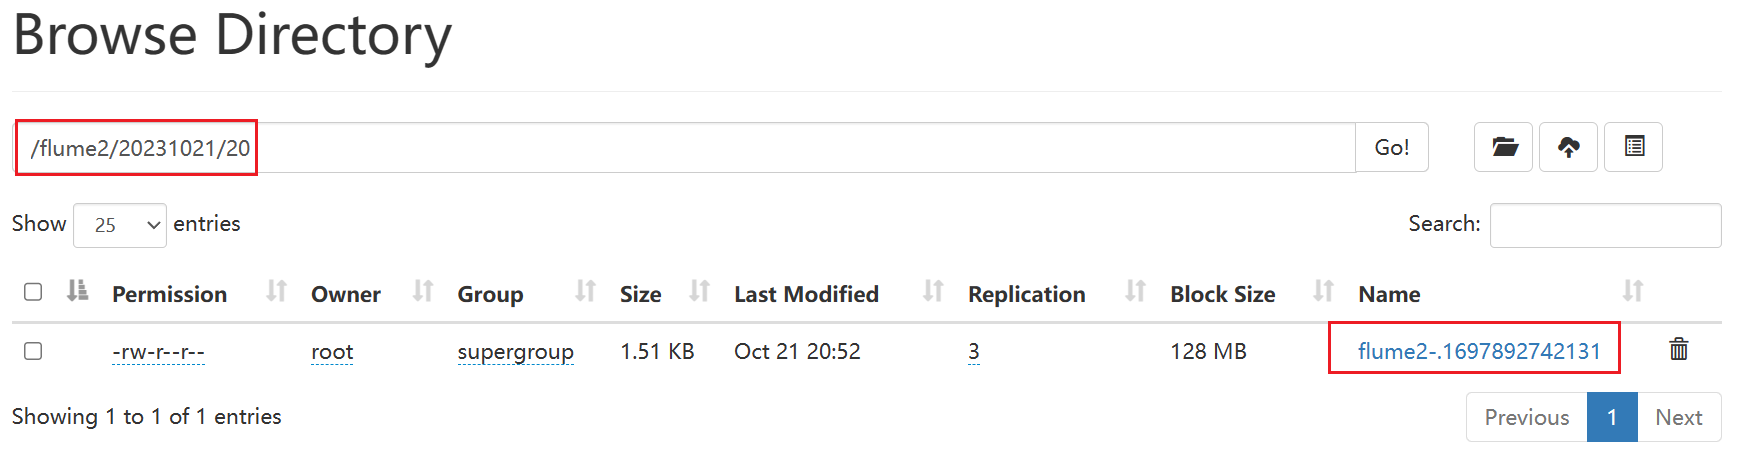 Browse Directory
/flume2/20231021/20 Go!
Show 25 entries Search:
Permission Owner Group Size Last Modified Replication Block Size Name
-rw-r--r-- root supergroup 1.51 KB Oct 21 20:52 3 128 MB flume2-.1697892742131
Showing 1 to 1 of 1 entries Previous 1 Next